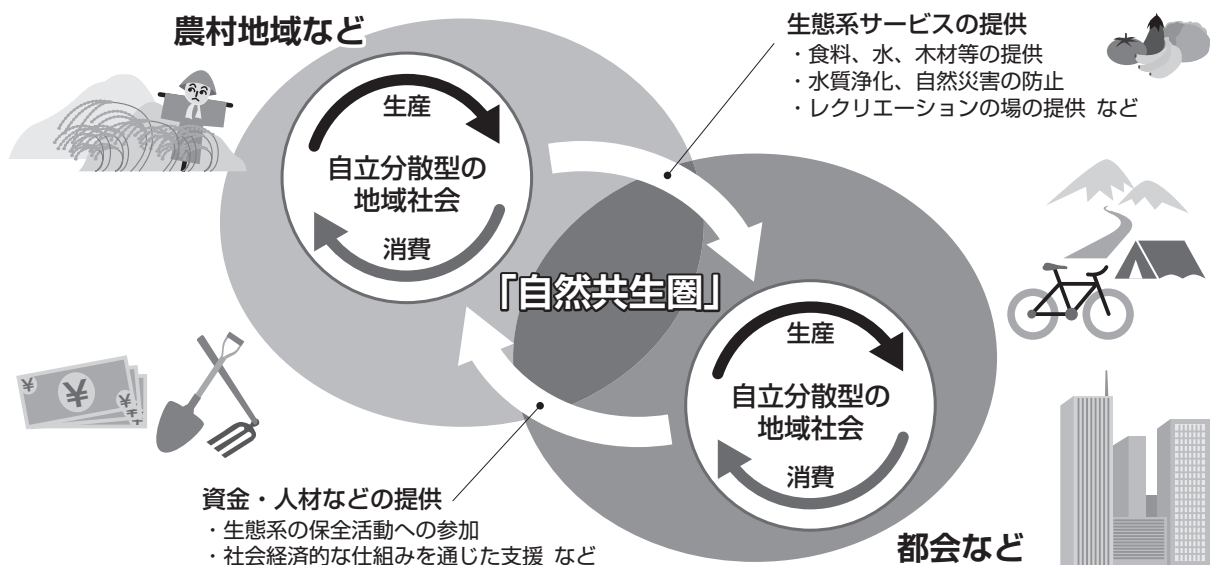 農村地域など
生産
自立分散型の
地域社会
消費
生態系サービスの提供
・食料、水、木材等の提供
・水質浄化、自然災害の防止
・レクリエーションの場の提供 など
「自然共生圏」
生産
自立分散型の
地域社会
消費
¥
¥
¥
¥
資金・人材などの提供
・生態系の保全活動への参加
・社会経済的な仕組みを通じた支援 など
都会など